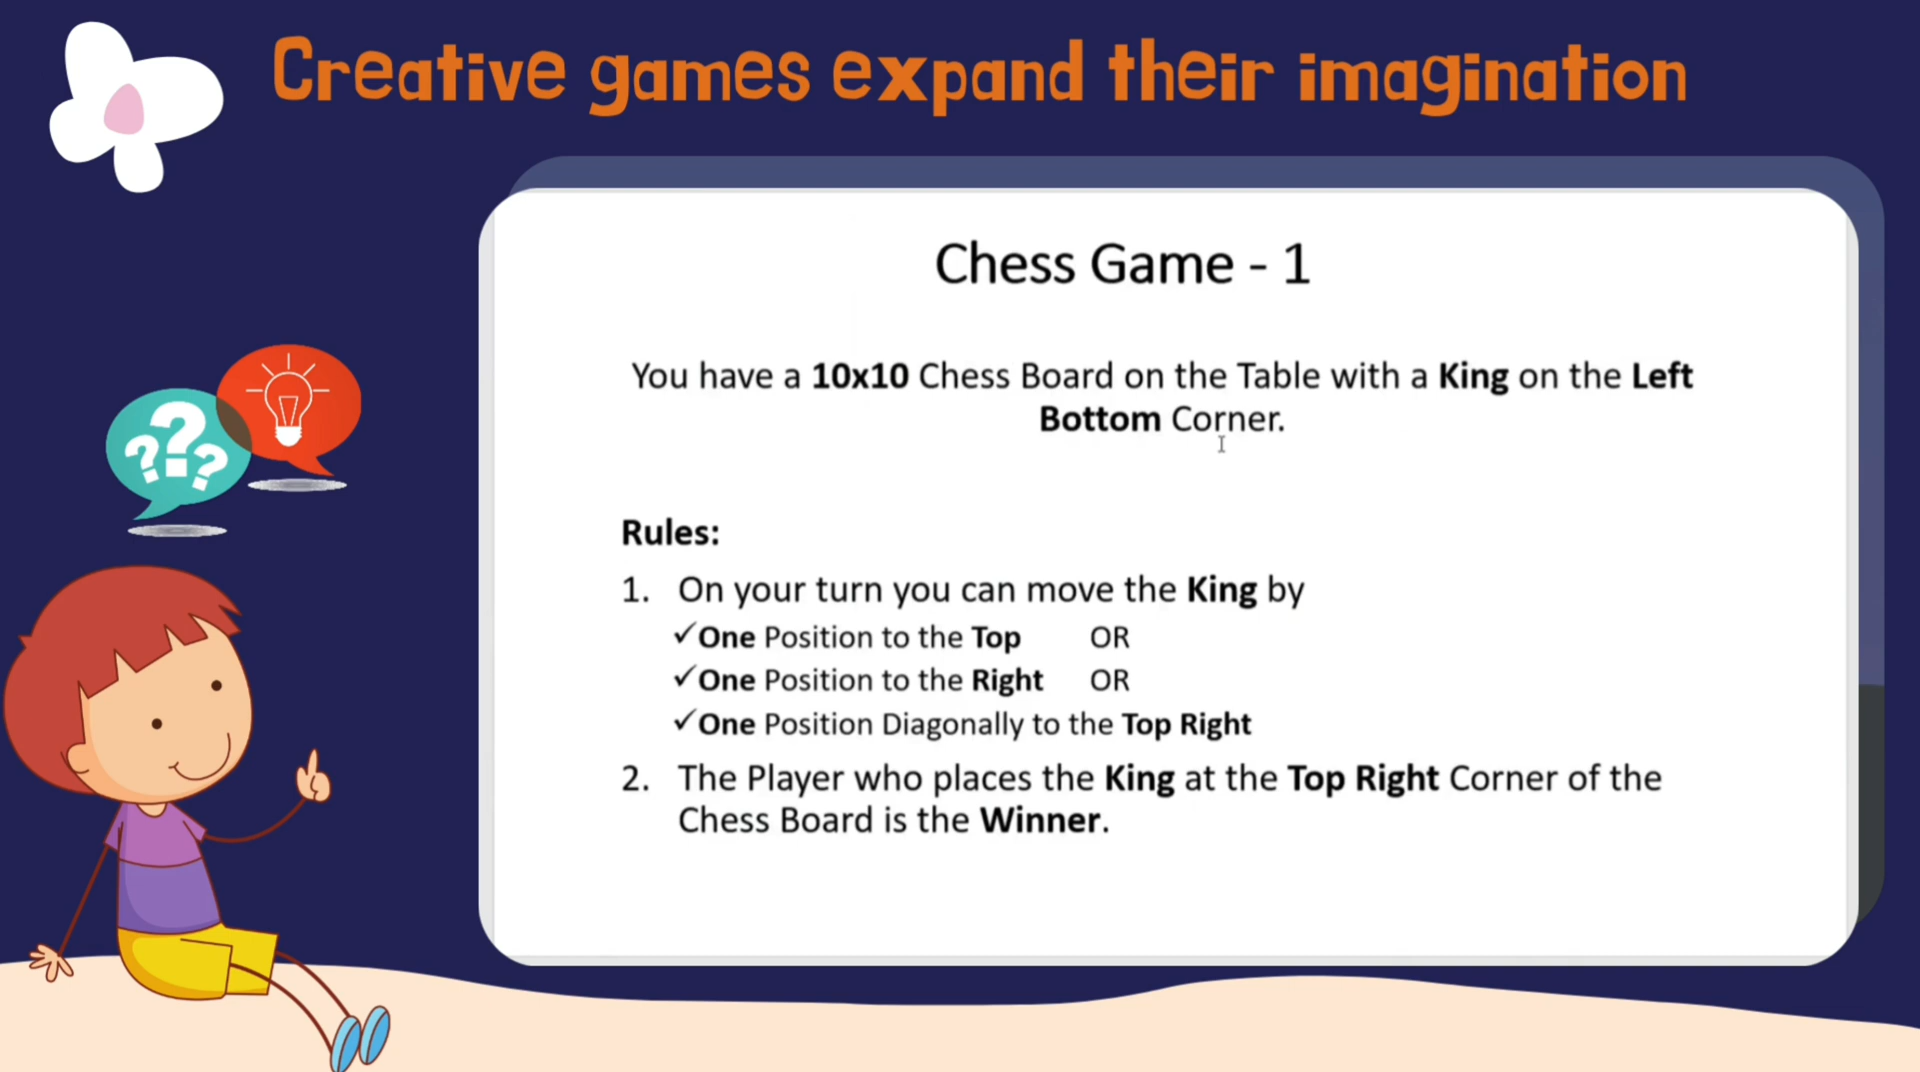 Creative games expand their imagination
Chess Game - 1
You have a 10x10 Chess Board on the Table with a King on the Left
Bottom Corner.
Rules:
1. On your turn you can move the King by
✓One Position to the Top OR
✓One Position to the Right OR
✓One Position Diagonally to the Top Right
2. The Player who places the King at the Top Right Corner of the
Chess Board is the Winner.
???